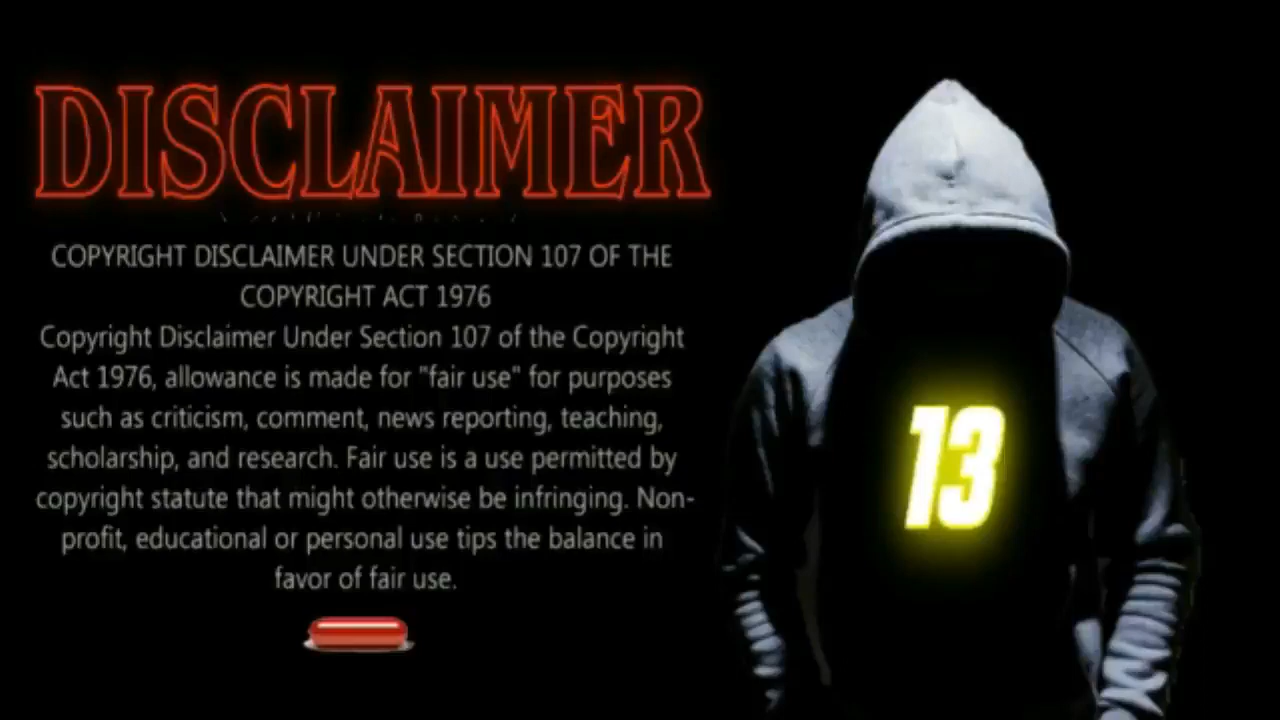 DISCLAIMER
COPYRIGHT DISCLAIMER UNDER SECTION 107 OF THE
COPYRIGHT ACT 1976
Copyright Disclaimer Under Section 107 of the Copyright
Act 1976, allowance is made for "fair use" for purposes
such as criticism, comment, news reporting, teaching,
scholarship, and research. Fair use is a use permitted by
copyright statute that might otherwise be infringing. Non-
profit, educational or personal use tips the balance in
favor of fair use.
13